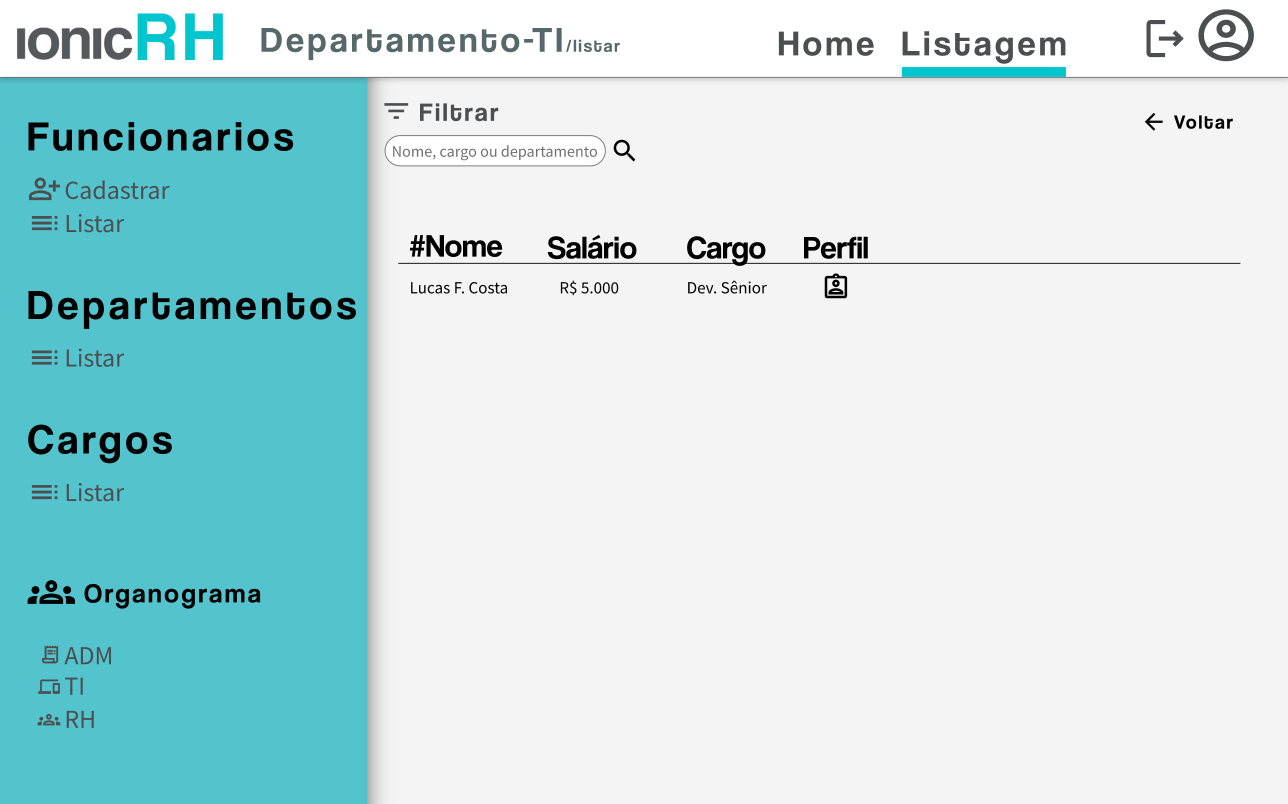 ionicRH
Departamento-TI/listar
Home
Listagem
Funcionarios
Cadastrar
Listar
Departamentos
Listar
Cargos
Listar
Organograma
ADM
TI
RH
Filtrar
Nome, cargo ou departamento
Voltar
#Nome Salário Cargo Perfil
Lucas F. Costa R$ 5.000 Dev. Sênior